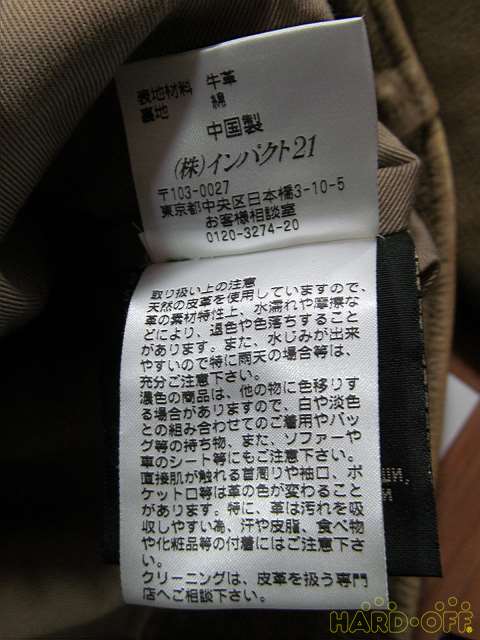 表地材料 牛革
裏地 綿
中国製
(株)インパクト21
〒103-0027
東京都中央区日本橋3-10-5
お客様相談室
0120-3274-20
取り扱い上の注意
天然の皮革を使用していますので、
革の素材特性上、水濡れや摩擦な
どにより、退色や色落ちすること
があります。また、水じみが出来
やすいので特に雨天の場合等は、
充分ご注意下さい。
濃色の商品は、他の物に色移りす
る場合がありますので、白や淡色
との組み合わせてのご着用やバッ
グ等の持ち物、また、ソファーや
車のシート等にもご注意下さい。
直接肌が触れる首周りや袖口、ポ
ケット口等は革の色が変わること
があります。特に、革は汚れを吸
収しやすい為、汗や皮脂、食べ物
や化粧品等の付着にはご注意下さ
い。
クリーニングは、皮革を扱う専門
店へご依頼下さい。
HARD・OFF